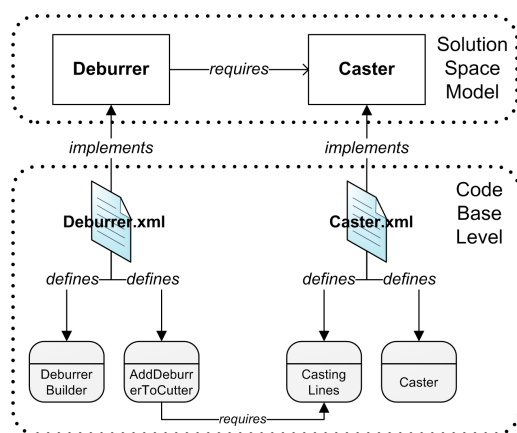 Deburrer
requires
Caster
Solution
Space
Model
implements
implements
Deburrer.xml
Caster.xml
Code
Base
Level
defines
defines
defines
defines
Deburrer
Builder
AddDeburr
erToCutter
Casting
Lines
Caster
requires